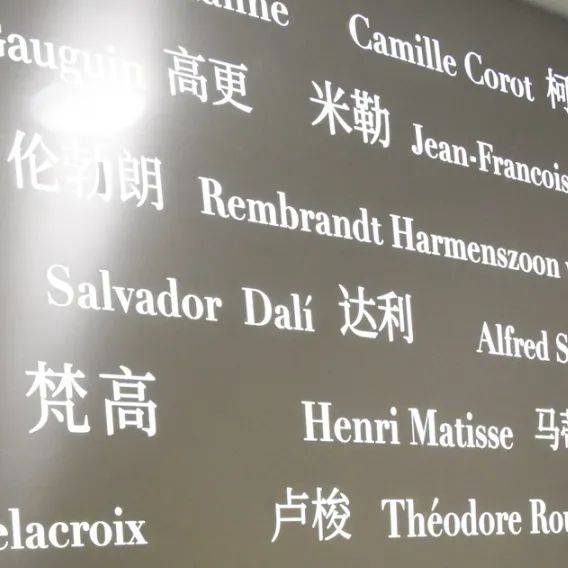 Camille Corot 柯
Gauguin 高更 米勒 Jean-Francois
伦勃朗 Rembrandt Harmenszoon
Salvador Dalí 达利 Alfred S
梵高 Henri Matisse 马蒂
elacroix 卢梭 Théodore Rou